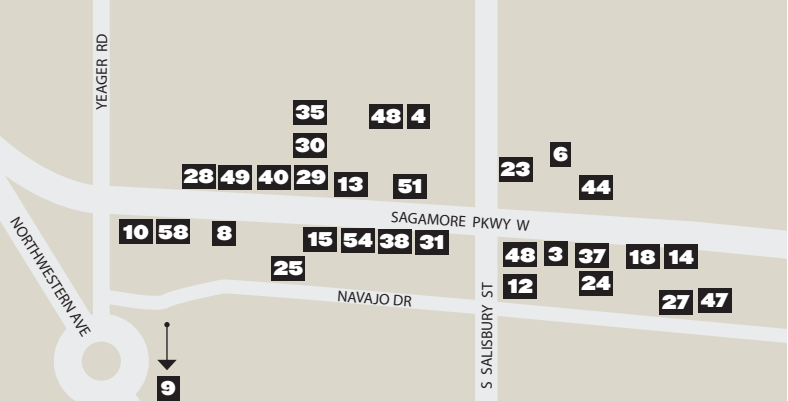 YEAGER RD
35
48 4
30
6
23
28 49 40 29 13 51
44
SAGAMORE PKWY W
10 58 8
15 54 38 31
48 3 37 18 14
25
12 24
NAVAJO DR
27 47
NORTHWESTERN AVE
S SALISBURY ST
9